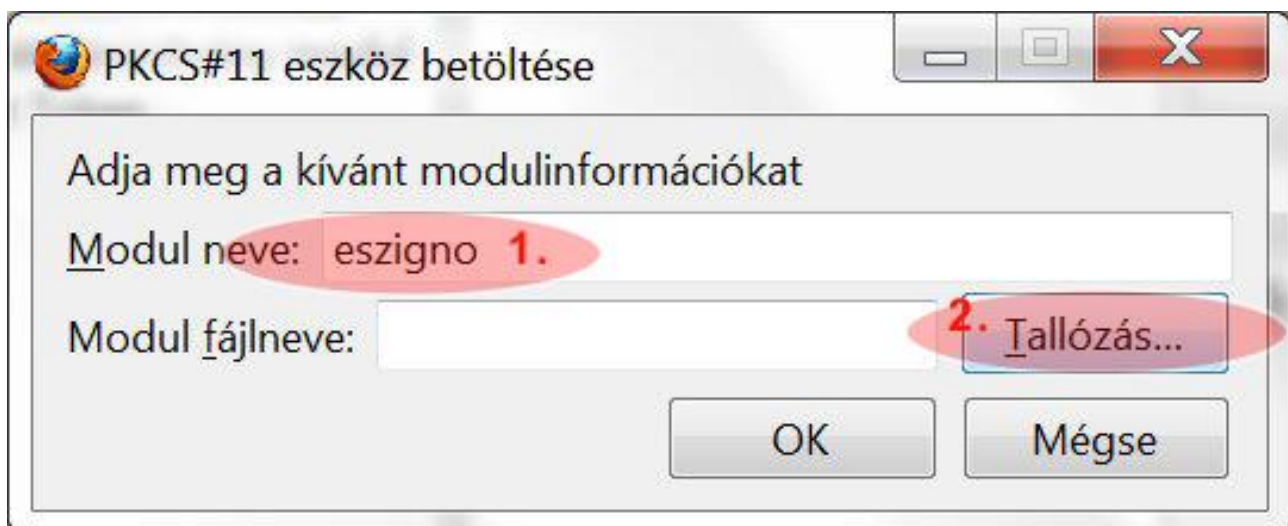 PKCS#11 eszköz betöltése
Adja meg a kívánt modulinformációkat
Modul neve: eszigno 1.
Modul fájlneve: 2. Tallózás...
OK Mégse